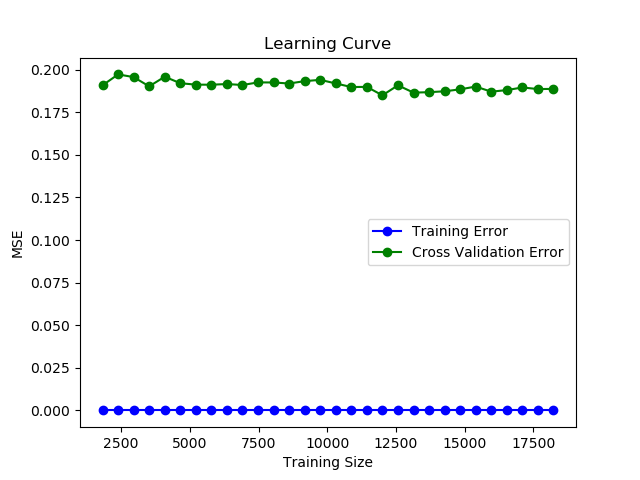 Learning Curve
0.200
0.175
0.150
0.125
0.100
0.075
0.050
0.025
0.000
MSE
Training Error
Cross Validation Error
2500 5000 7500 10000 12500 15000 17500
Training Size